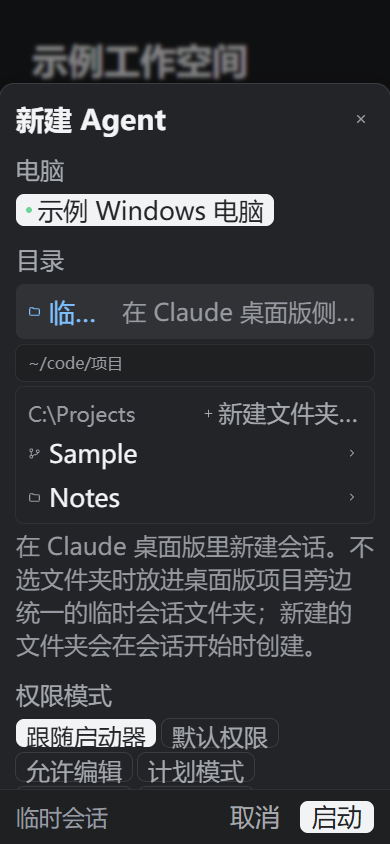 示例工作空间
新建 Agent ×
电脑
示例 Windows 电脑
目录
临... 在 Claude 桌面版侧...
~/code/项目
C:\Projects + 新建文件夹...
Sample
Notes
在 Claude 桌面版里新建会话。不
选文件夹时放进桌面版项目旁边
统一的临时会话文件夹；新建的
文件夹会在会话开始时创建。
权限模式
跟随启动器 默认权限
允许编辑 计划模式
临时会话 取消 启动